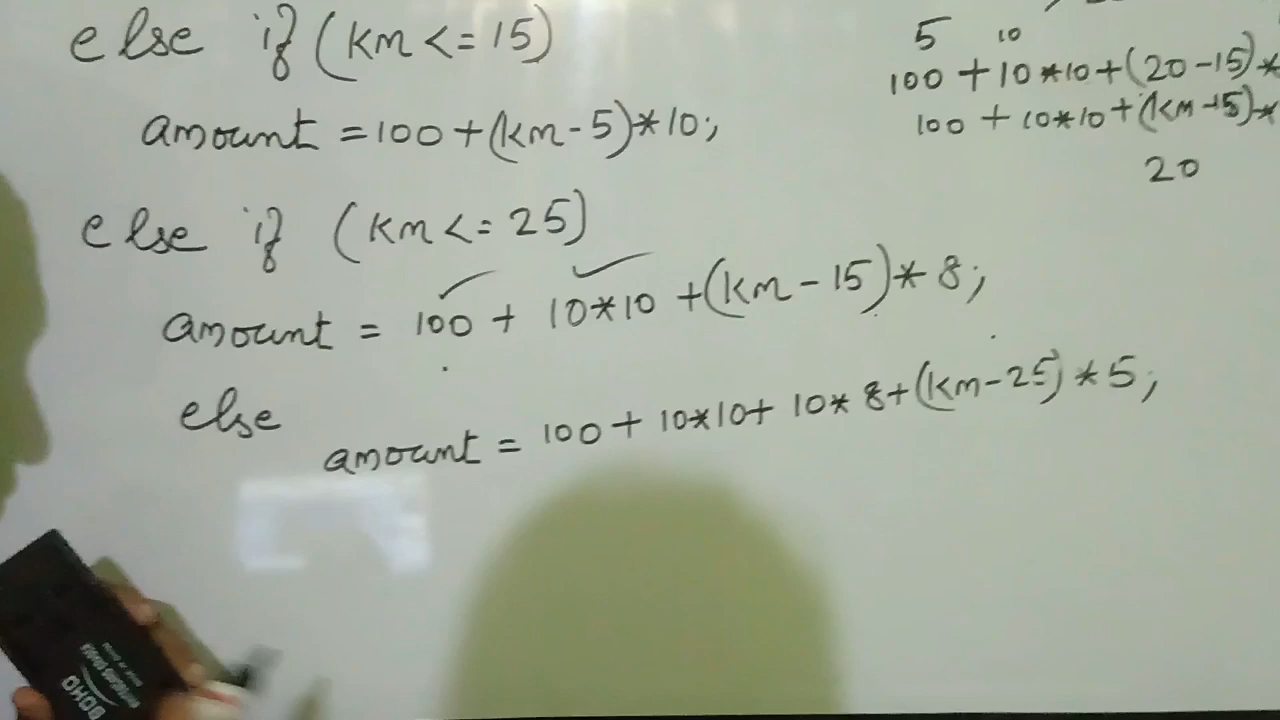 else if (km <= 15)
amount = 100 + (km - 5) * 10;
else if (km <= 25)
amount = 100 + 10*10 + (km - 15) * 8;
else
amount = 100 + 10*10 + 10*8 + (km - 25) * 5;
5 10
100 + 10*10 + (20 - 15) *
100 + 10*10 + (km - 15) *
20
DOMO